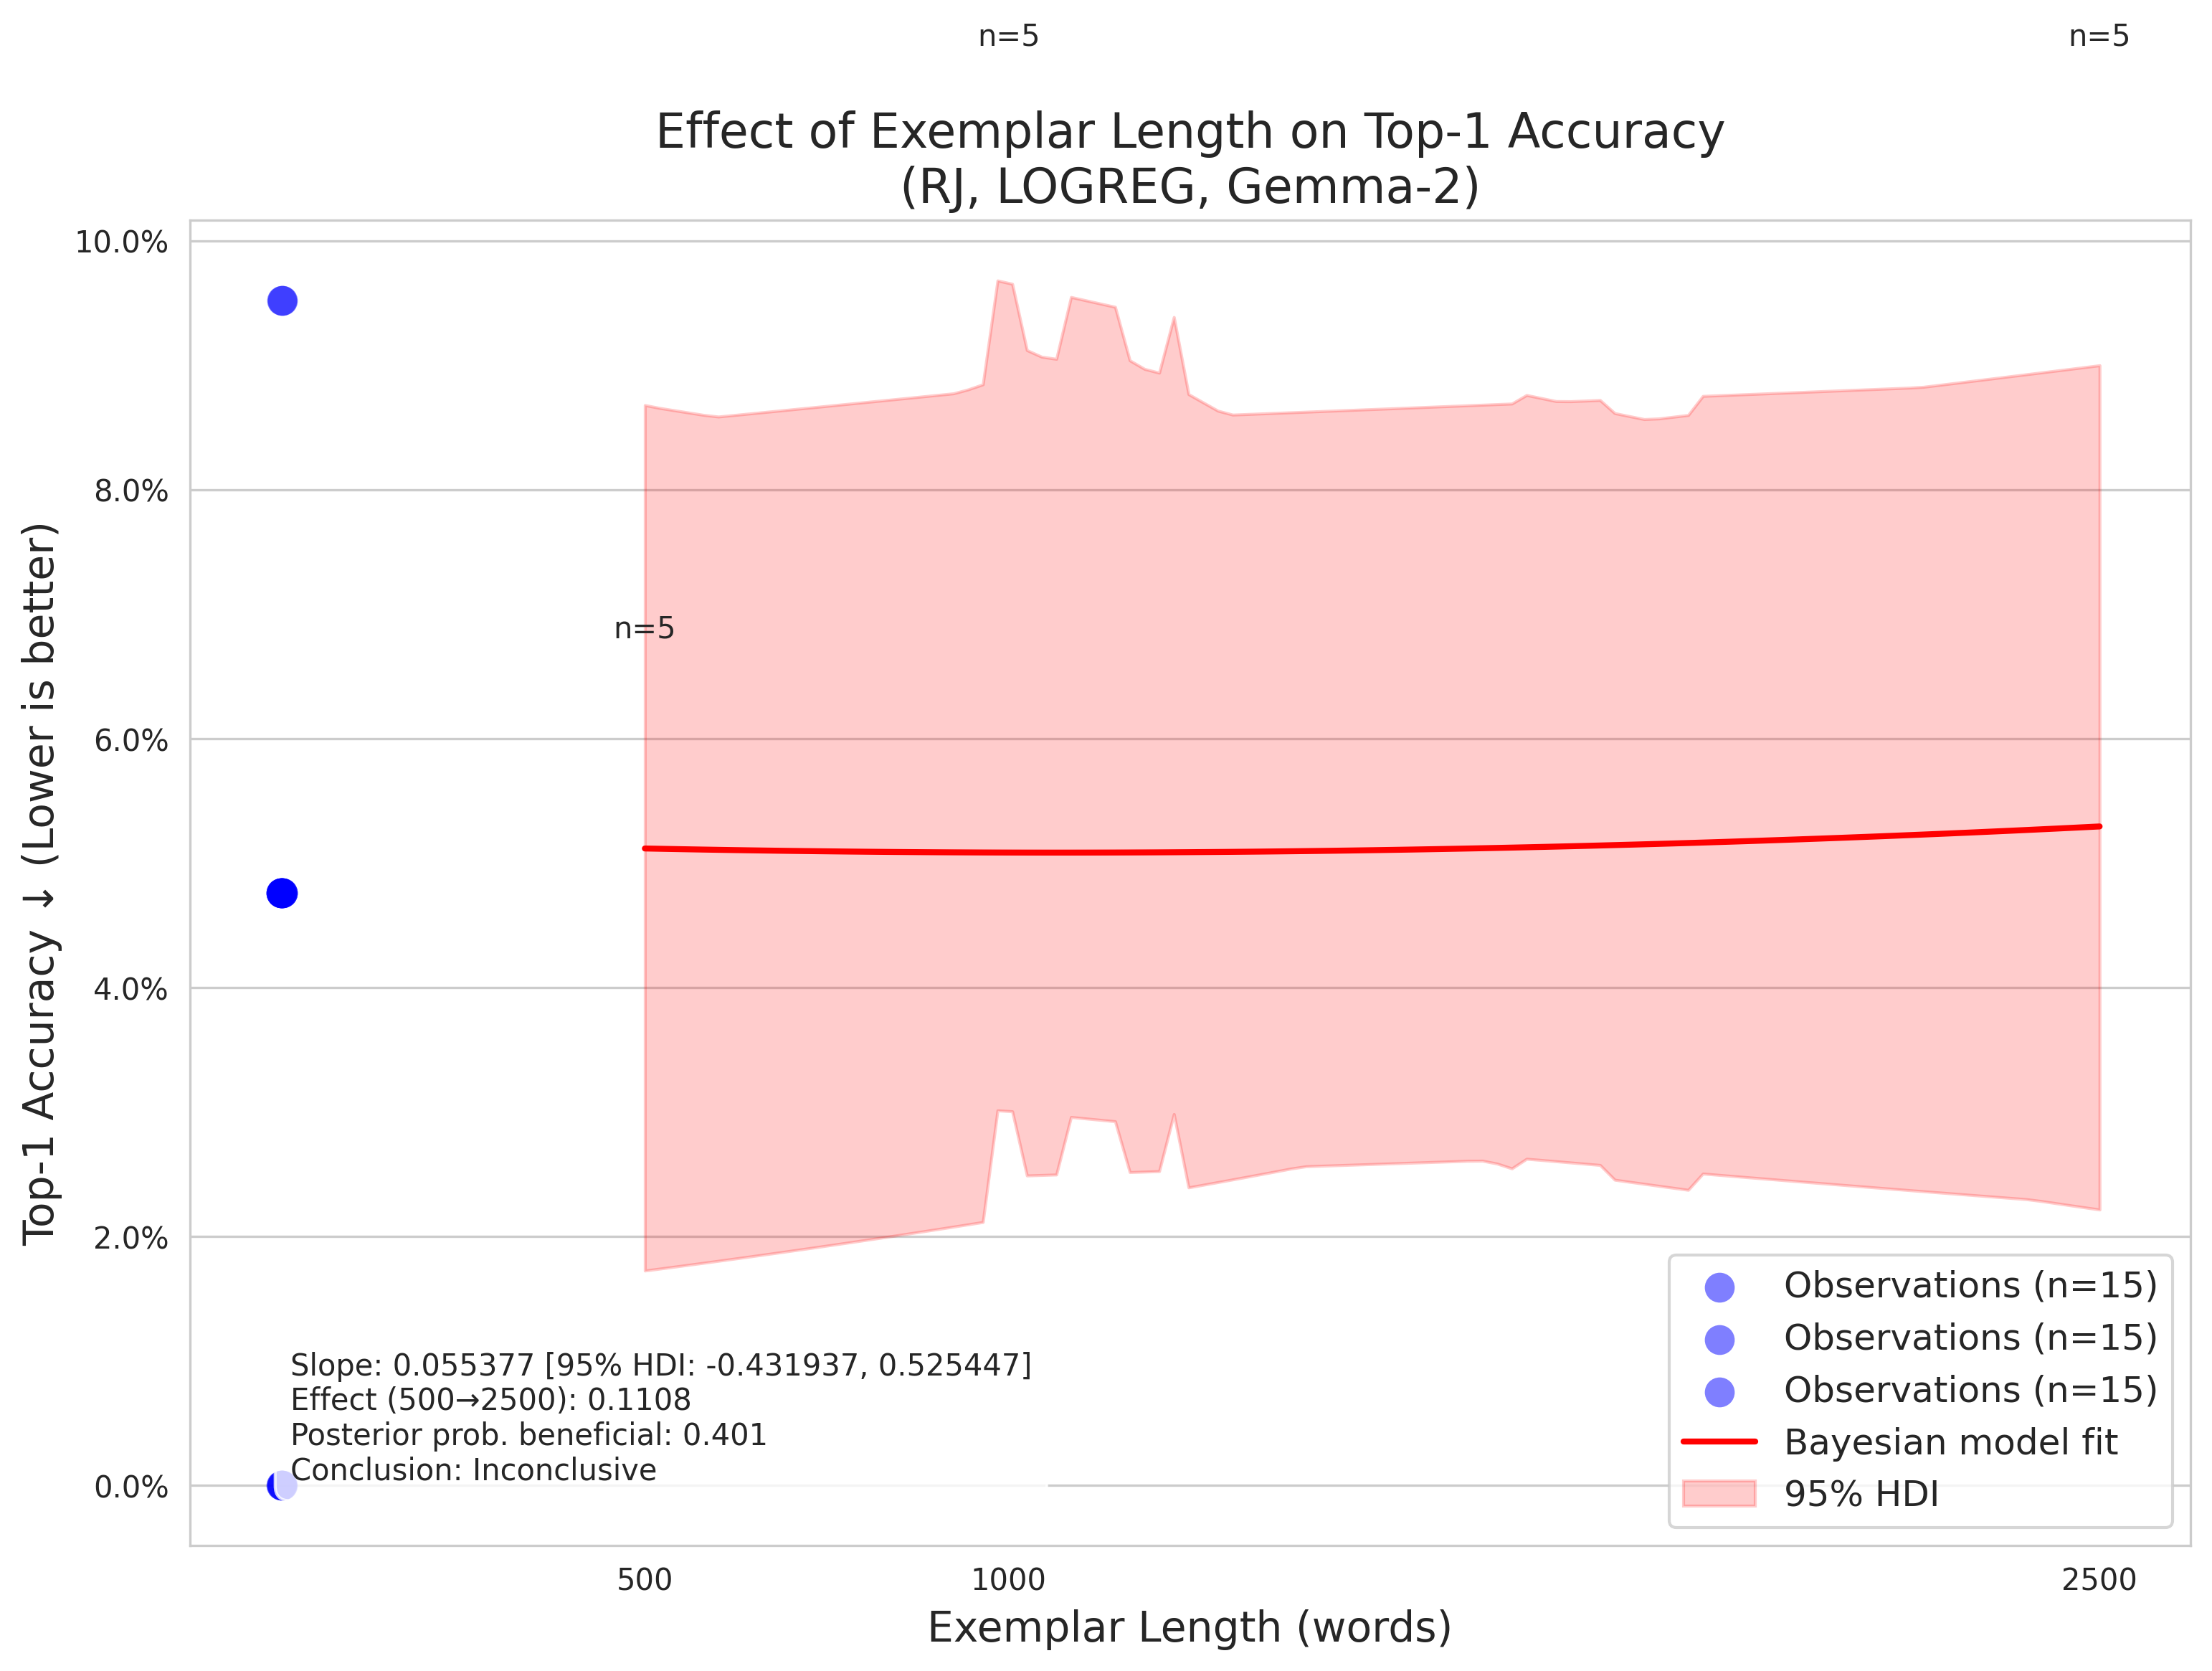 n=5
n=5
Effect of Exemplar Length on Top-1 Accuracy
(RJ, LOGREG, Gemma-2)
Top-1 Accuracy ↓ (Lower is better)
10.0%
8.0%
6.0%
4.0%
2.0%
0.0%
n=5
Slope: 0.055377 [95% HDI: -0.431937, 0.525447]
Effect (500→2500): 0.1108
Posterior prob. beneficial: 0.401
Conclusion: Inconclusive
Observations (n=15)
Observations (n=15)
Observations (n=15)
Bayesian model fit
95% HDI
500
1000
2500
Exemplar Length (words)